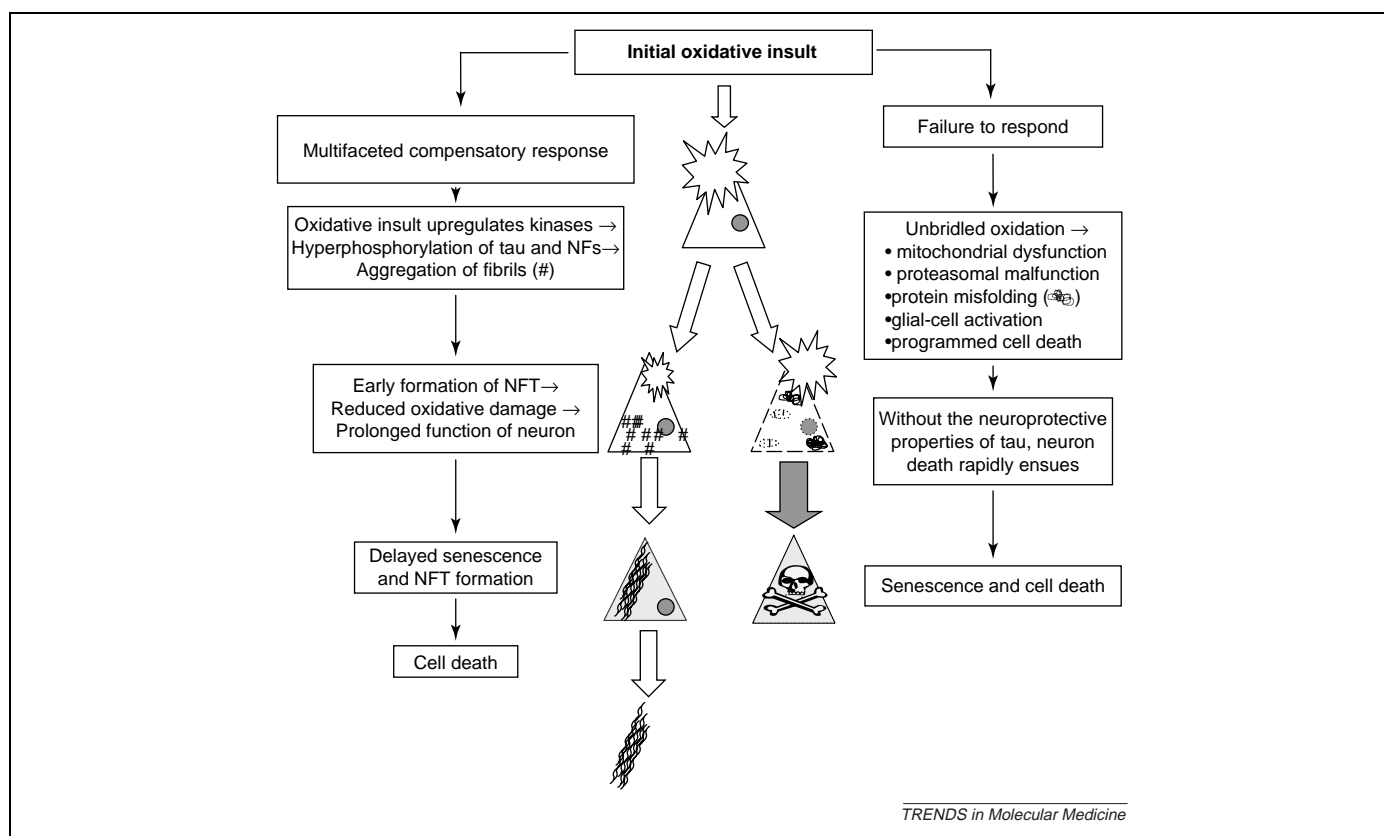 Initial oxidative insult
Multifaceted compensatory response
Oxidative insult upregulates kinases →
Hyperphosphorylation of tau and NFs→
Aggregation of fibrils (#)
Early formation of NFT→
Reduced oxidative damage →
Prolonged function of neuron
Delayed senescence
and NFT formation
Cell death
##
# ## #
# #
Failure to respond
Unbridled oxidation →
• mitochondrial dysfunction
• proteasomal malfunction
•protein misfolding ( )
•glial-cell activation
•programmed cell death
Without the neuroprotective
properties of tau, neuron
death rapidly ensues
Senescence and cell death
TRENDS in Molecular Medicine